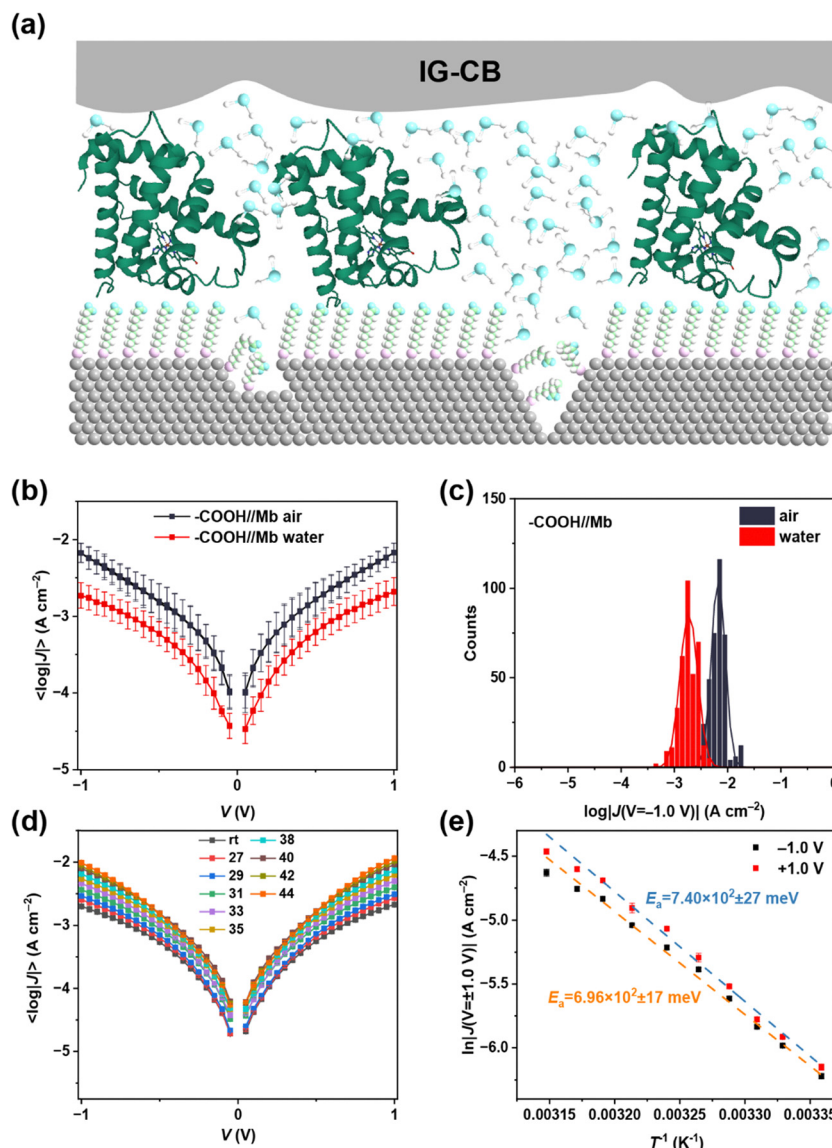 (a)
IG-CB
(b)
-COOH//Mb air
-COOH//Mb water
−2
−3
−4
−5
<log|J|> (A cm⁻²)
−1
0
1
V (V)
(c)
-COOH//Mb
air
water
150
100
50
0
Counts
−6
−5
−4
−3
−2
−1
0
log|J(V=−1.0 V)| (A cm⁻²)
(d)
rt
27
29
31
33
35
38
40
42
44
−2
−3
−4
−5
<log|J|> (A cm⁻²)
−1
0
1
V (V)
(e)
−1.0 V
+1.0 V
Eₐ=7.40×10²±27 meV
Eₐ=6.96×10²±17 meV
−4.5
−5.0
−5.5
−6.0
ln|J(V=±1.0 V)| (A cm⁻²)
0.00315
0.00320
0.00325
0.00330
0.00335
T⁻¹ (K⁻¹)